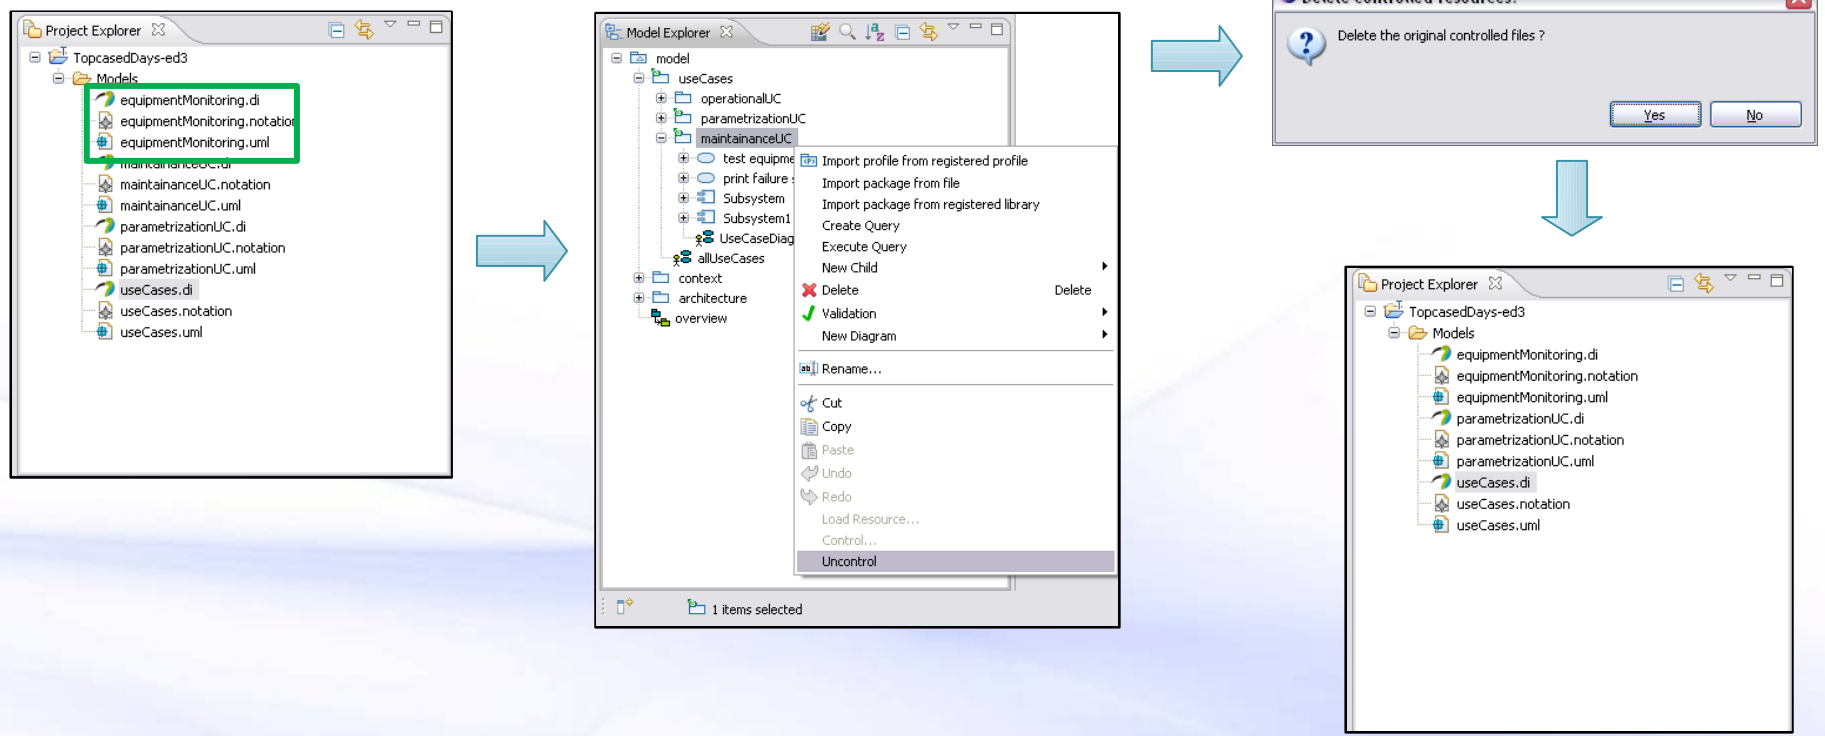 Project Explorer
TopcasedDays-ed3
Models
equipmentMonitoring.di
equipmentMonitoring.notation
equipmentMonitoring.uml
maintainanceUC.di
maintainanceUC.notation
maintainanceUC.uml
parametrizationUC.di
parametrizationUC.notation
parametrizationUC.uml
useCases.di
useCases.notation
useCases.uml
Model Explorer
model
useCases
operationalUC
parametrizationUC
maintainanceUC
test equipme
print failure
Subsystem
Subsystem1
UseCaseDiag
allUseCases
context
architecture
overview
Import profile from registered profile
Import package from file
Import package from registered library
Create Query
Execute Query
New Child
Delete Delete
Validation
New Diagram
Rename...
Cut
Copy
Paste
Undo
Redo
Load Resource...
Control...
Uncontrol
1 items selected
Delete controlled resources?
Delete the original controlled files ?
Yes No
Project Explorer
TopcasedDays-ed3
Models
equipmentMonitoring.di
equipmentMonitoring.notation
equipmentMonitoring.uml
parametrizationUC.di
parametrizationUC.notation
parametrizationUC.uml
useCases.di
useCases.notation
useCases.uml